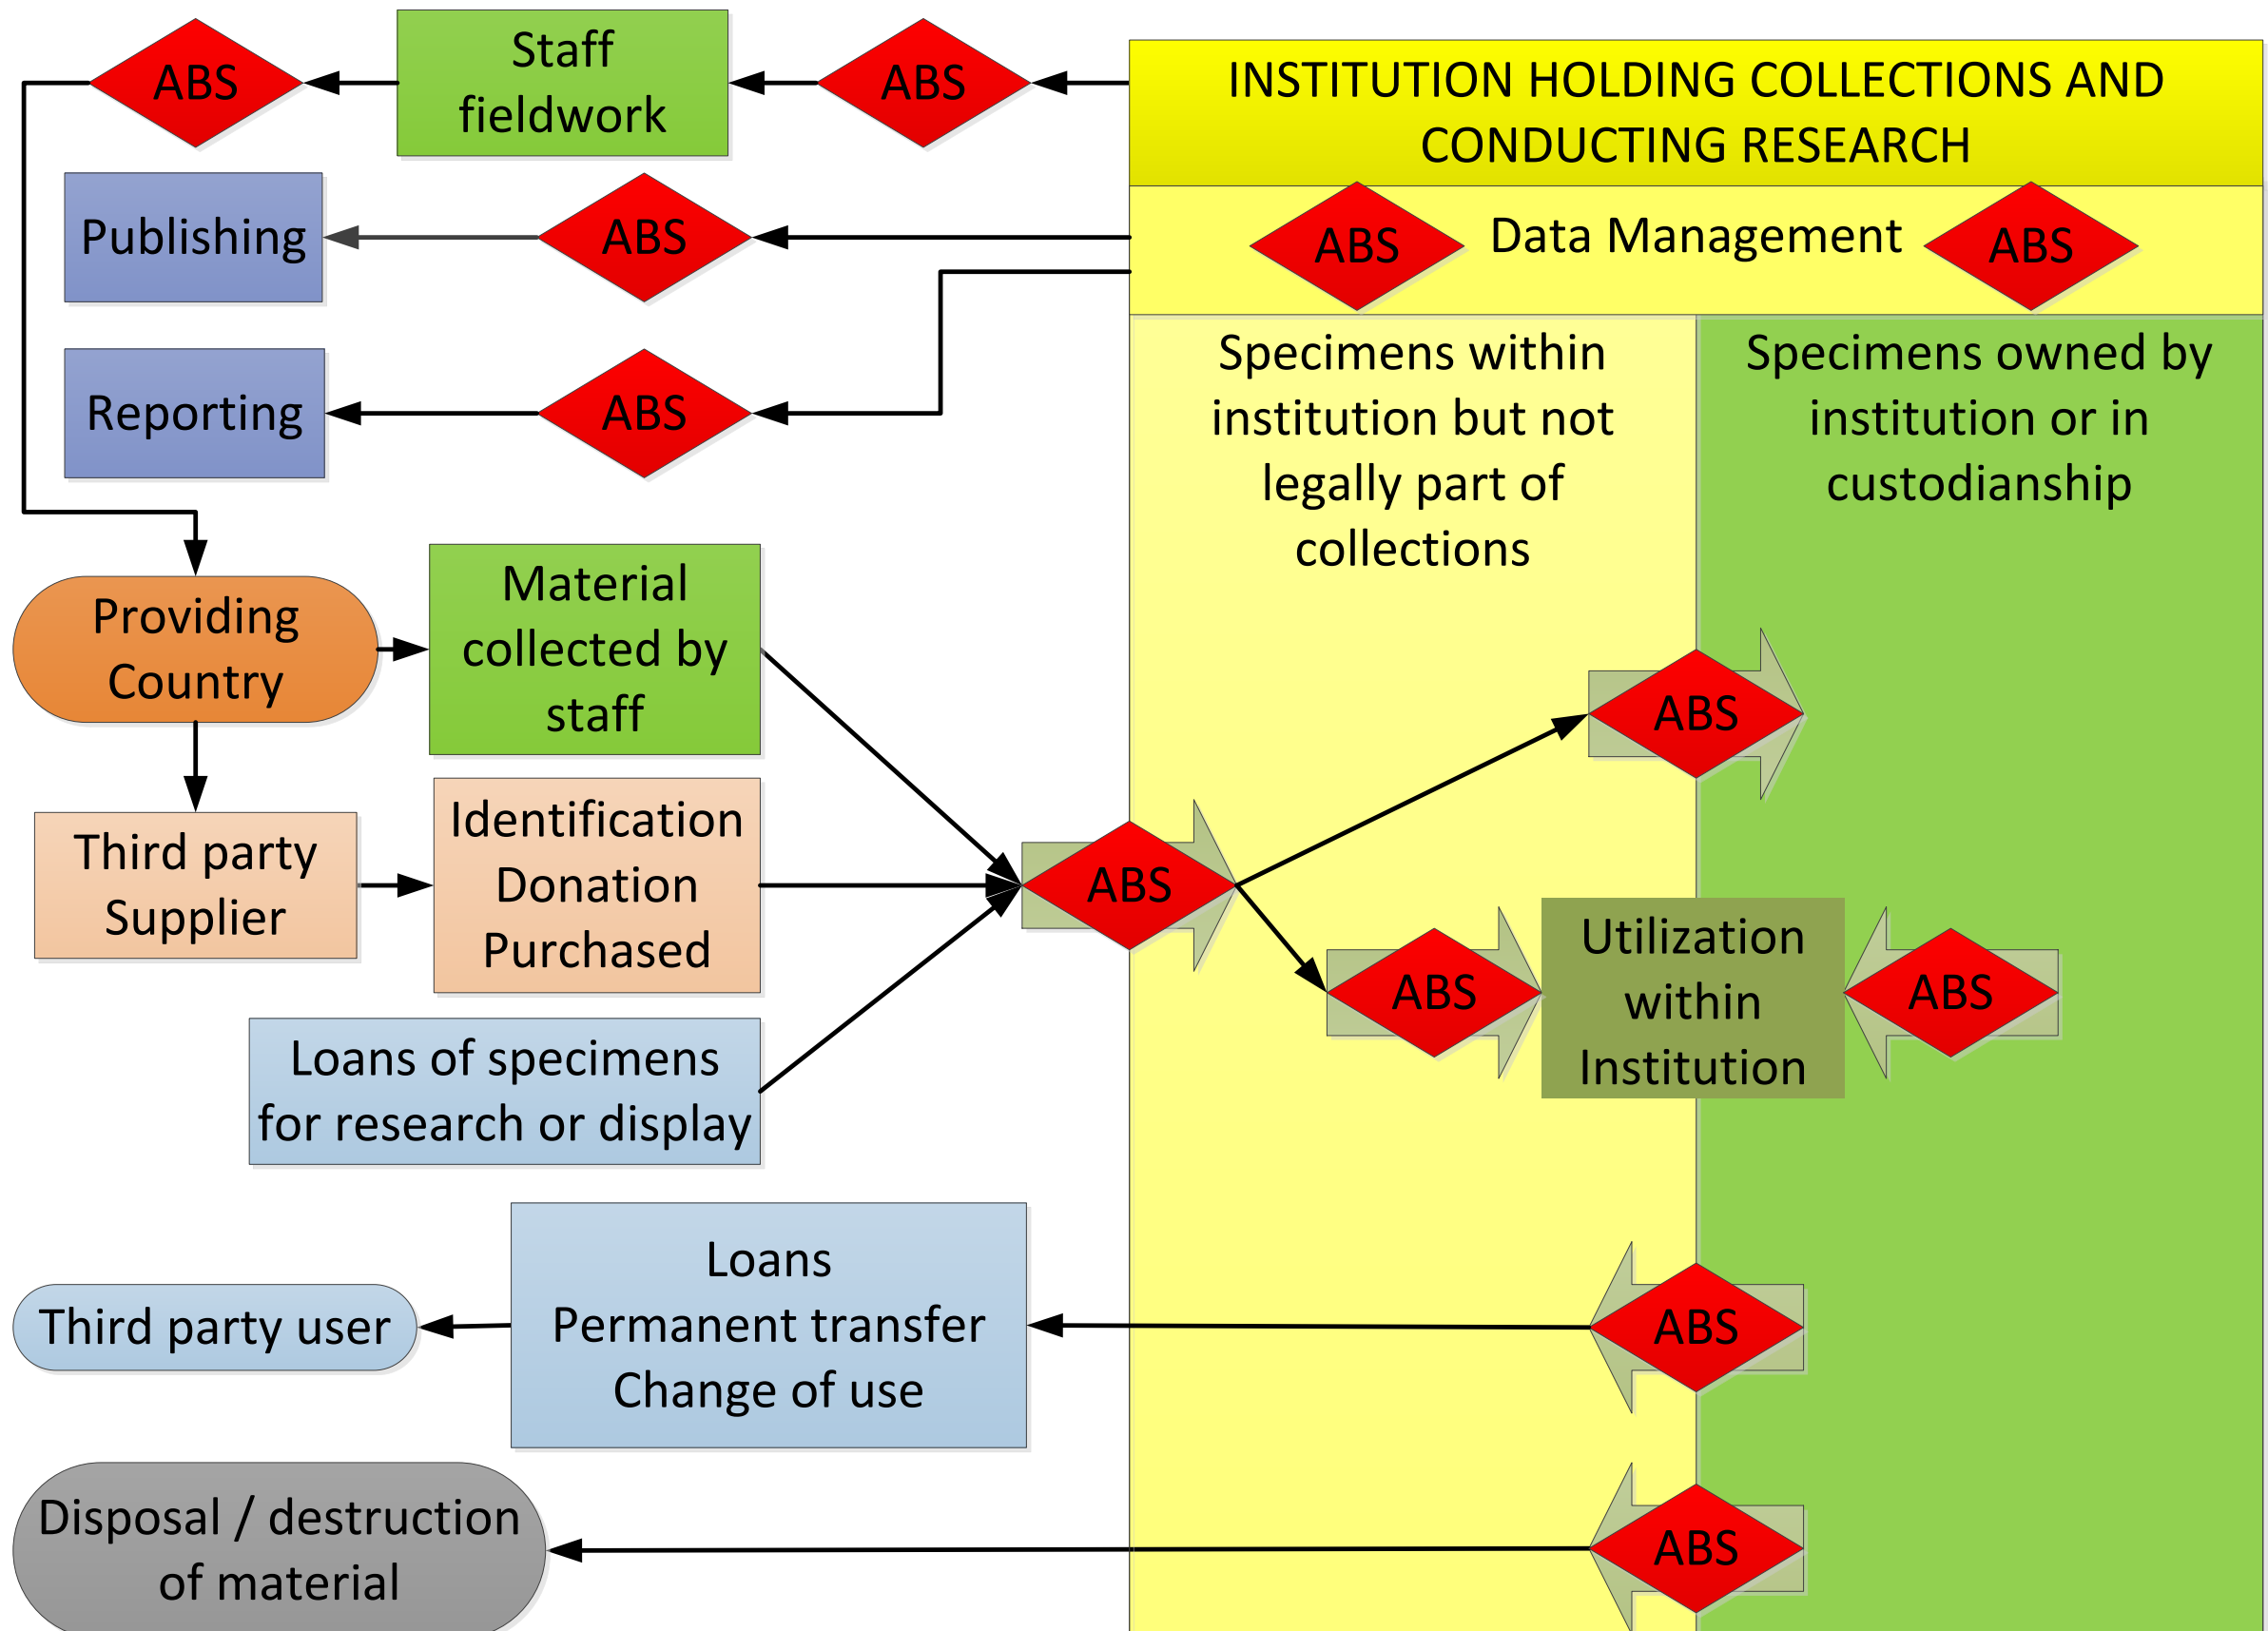 ABS
Staff
fieldwork
ABS
INSTITUTION HOLDING COLLECTIONS AND
CONDUCTING RESEARCH
Publishing
ABS
ABS
Data Management
ABS
Reporting
ABS
Specimens within
institution but not
legally part of
collections
Specimens owned by
institution or in
custodianship
Providing
Country
Material
collected by
staff
ABS
Third party
Supplier
Identification
Donation
Purchased
ABS
ABS
Utilization
within
Institution
ABS
Loans of specimens
for research or display
Third party user
Loans
Permanent transfer
Change of use
ABS
Disposal / destruction
of material
ABS